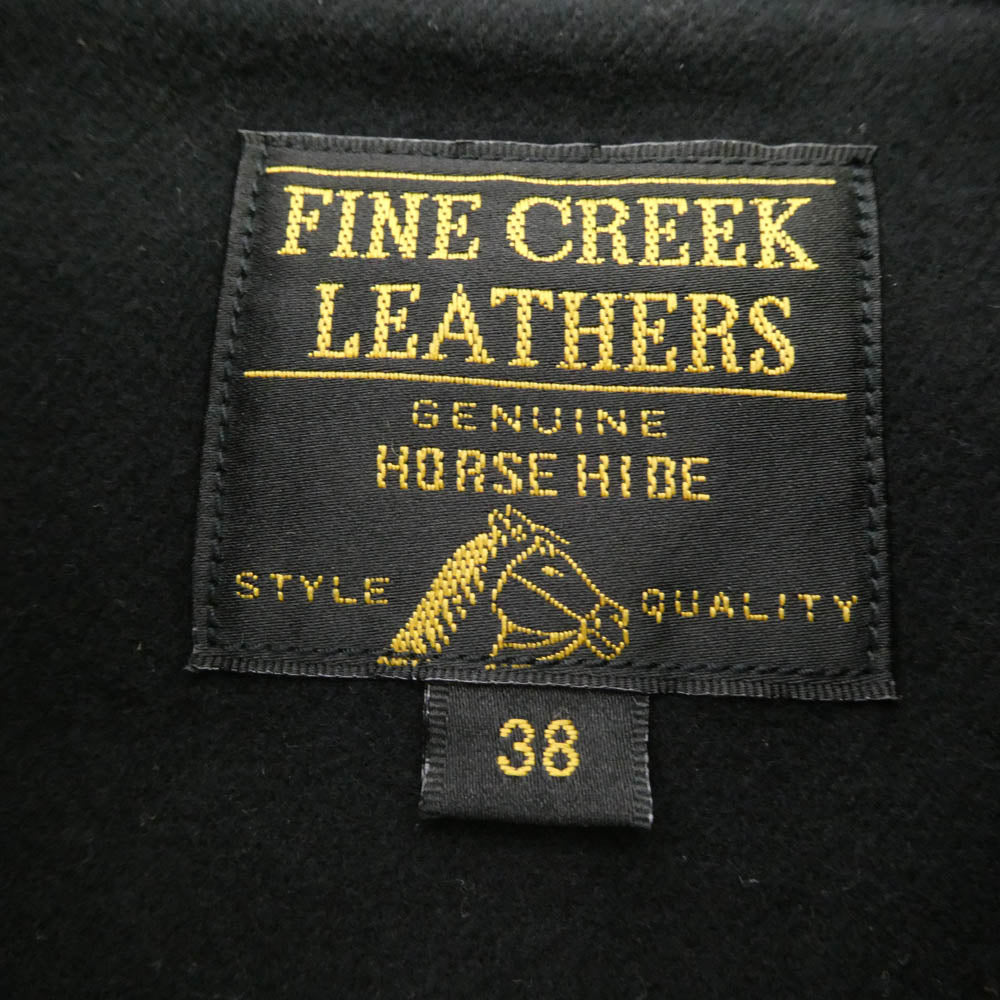 FINE CREEK
LEATHERS
GENUINE
HORSE HIDE
STYLE QUALITY
38